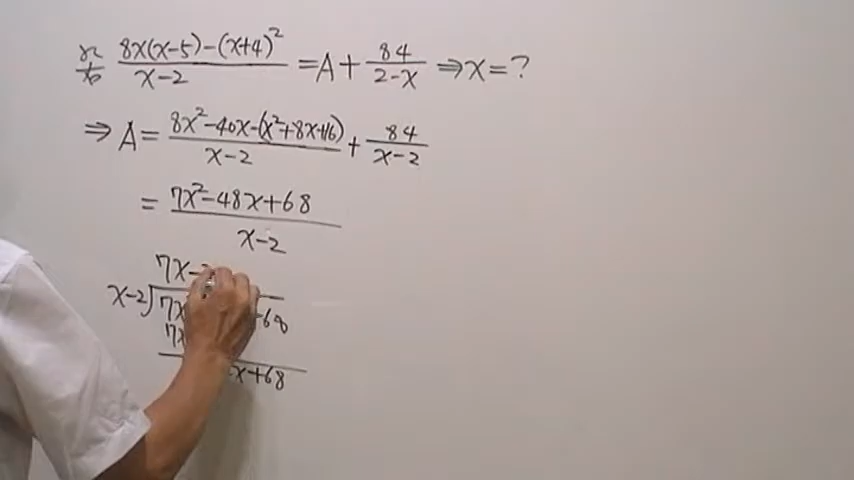 若 (8x(x-5)-(x+4)²)/(x-2) = A + 84/(2-x) ⇒ x = ?
⇒ A = (8x²-40x-(x²+8x+16))/(x-2) + 84/(x-2)
= (7x²-48x+68)/(x-2)
7x-
x-2 ) 7x +68
7x
x+68